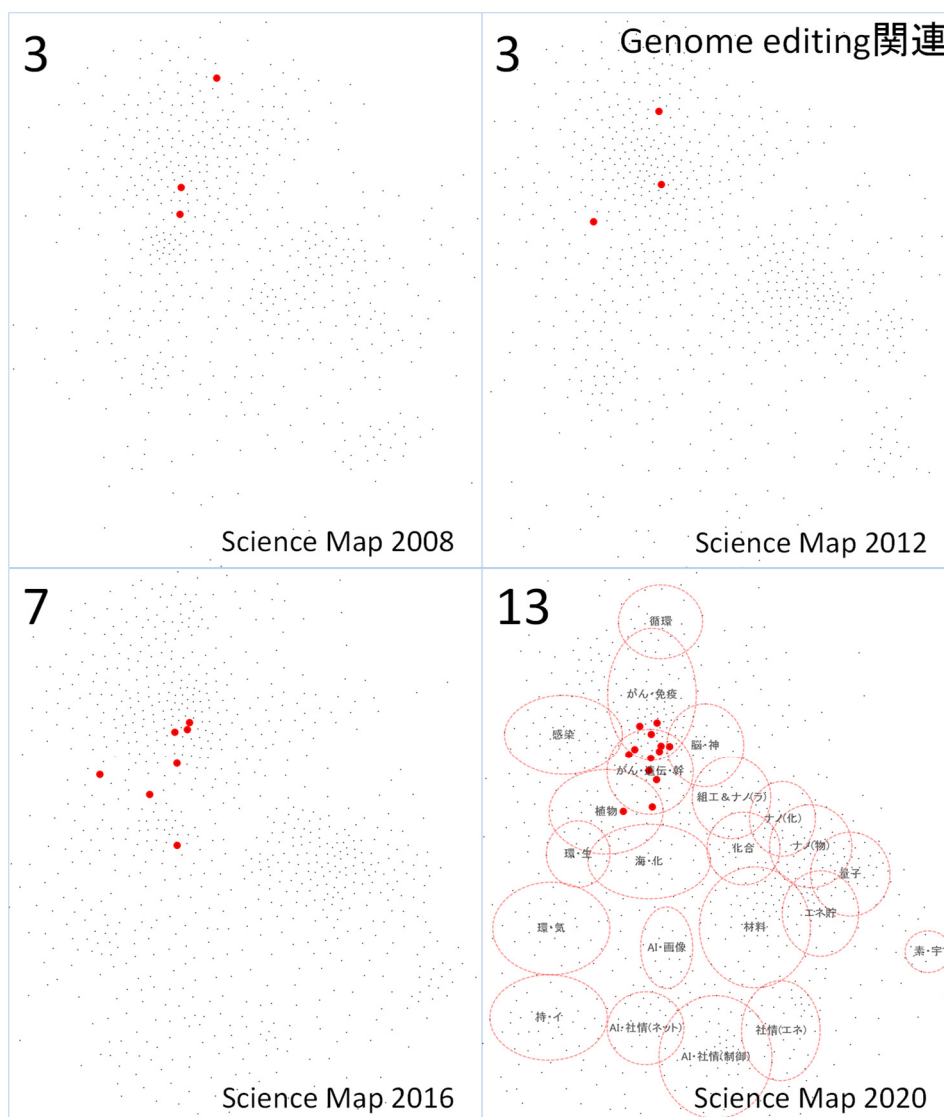 3
3
Genome editing関連
Science Map 2008
Science Map 2012
7
13
循環
がん・免疫
感染
脳・神
がん・遺伝・幹
組工&ナノ(ラ)
植物
ナノ(化)
環・生
海・化
化合
ナノ(物)
量子
エネ貯
環・気
AI・画像
材料
素・宇
持・イ
AI・社情(ネット)
社情(エネ)
AI・社情(制御)
Science Map 2016
Science Map 2020